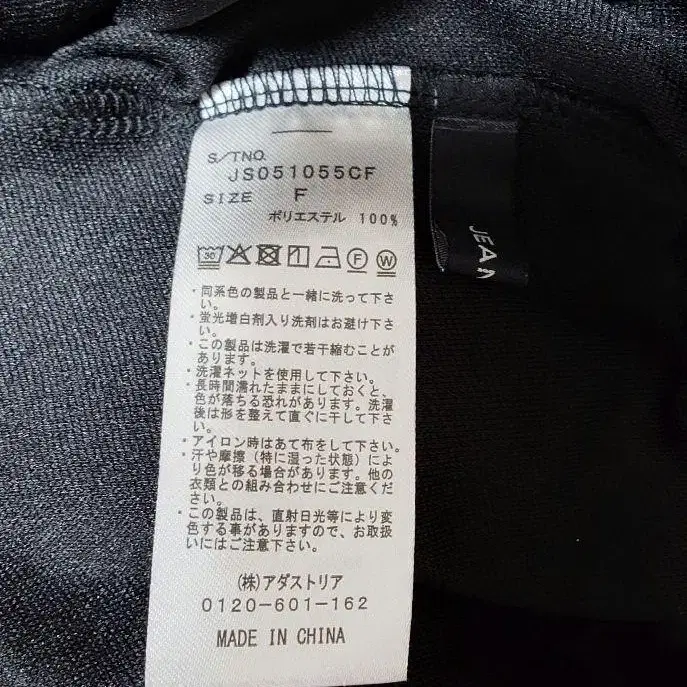 S/TNO.
JS051055CF
SIZE F
ポリエステル 100%
30 F W
・同系色の製品と一緒に洗って下さ
い。
・蛍光増白剤入り洗剤はお避け下さ
い。
・この製品は洗濯で若干縮むことが
あります。
・洗濯ネットを使用して下さい。
・長時間濡れたままにしておくと、
色が落ちる恐れがあります。洗濯
後は形を整えて直ぐに干して下さ
い。
・アイロン時はあて布をして下さい。
・汗や摩擦（特に湿った状態）によ
り色が移る場合があります。他の
衣類との組み合わせにご注意くだ
さい。
・この製品は、直射日光等により変
色する事がありますので、お取扱
いにはご注意下さい。
(株)アダストリア
0120-601-162
MADE IN CHINA
JEAN